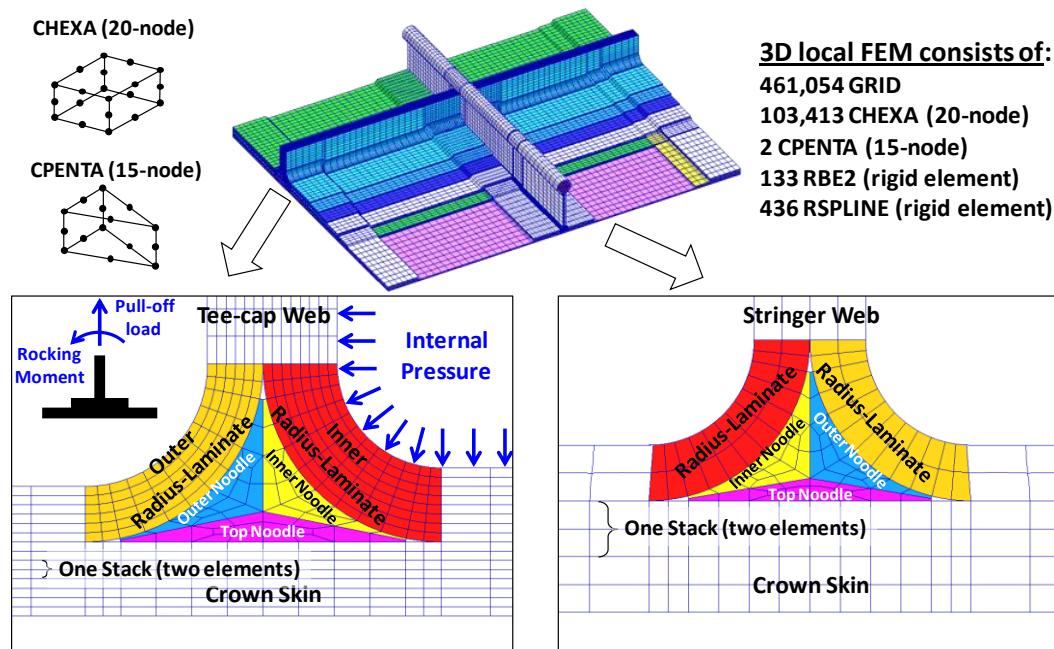 CHEXA (20-node)
CPENTA (15-node)
3D local FEM consists of:
461,054 GRID
103,413 CHEXA (20-node)
2 CPENTA (15-node)
133 RBE2 (rigid element)
436 RSPLINE (rigid element)
Pull-off
load
Rocking
Moment
Tee-cap Web
Internal
Pressure
Outer
Radius-Laminate
Outer Noodle
Inner Noodle
Inner
Radius-Laminate
Top Noodle
One Stack (two elements)
Crown Skin
Stringer Web
Radius-Laminate
Inner Noodle
Outer Noodle
Radius-Laminate
Top Noodle
One Stack (two elements)
Crown Skin